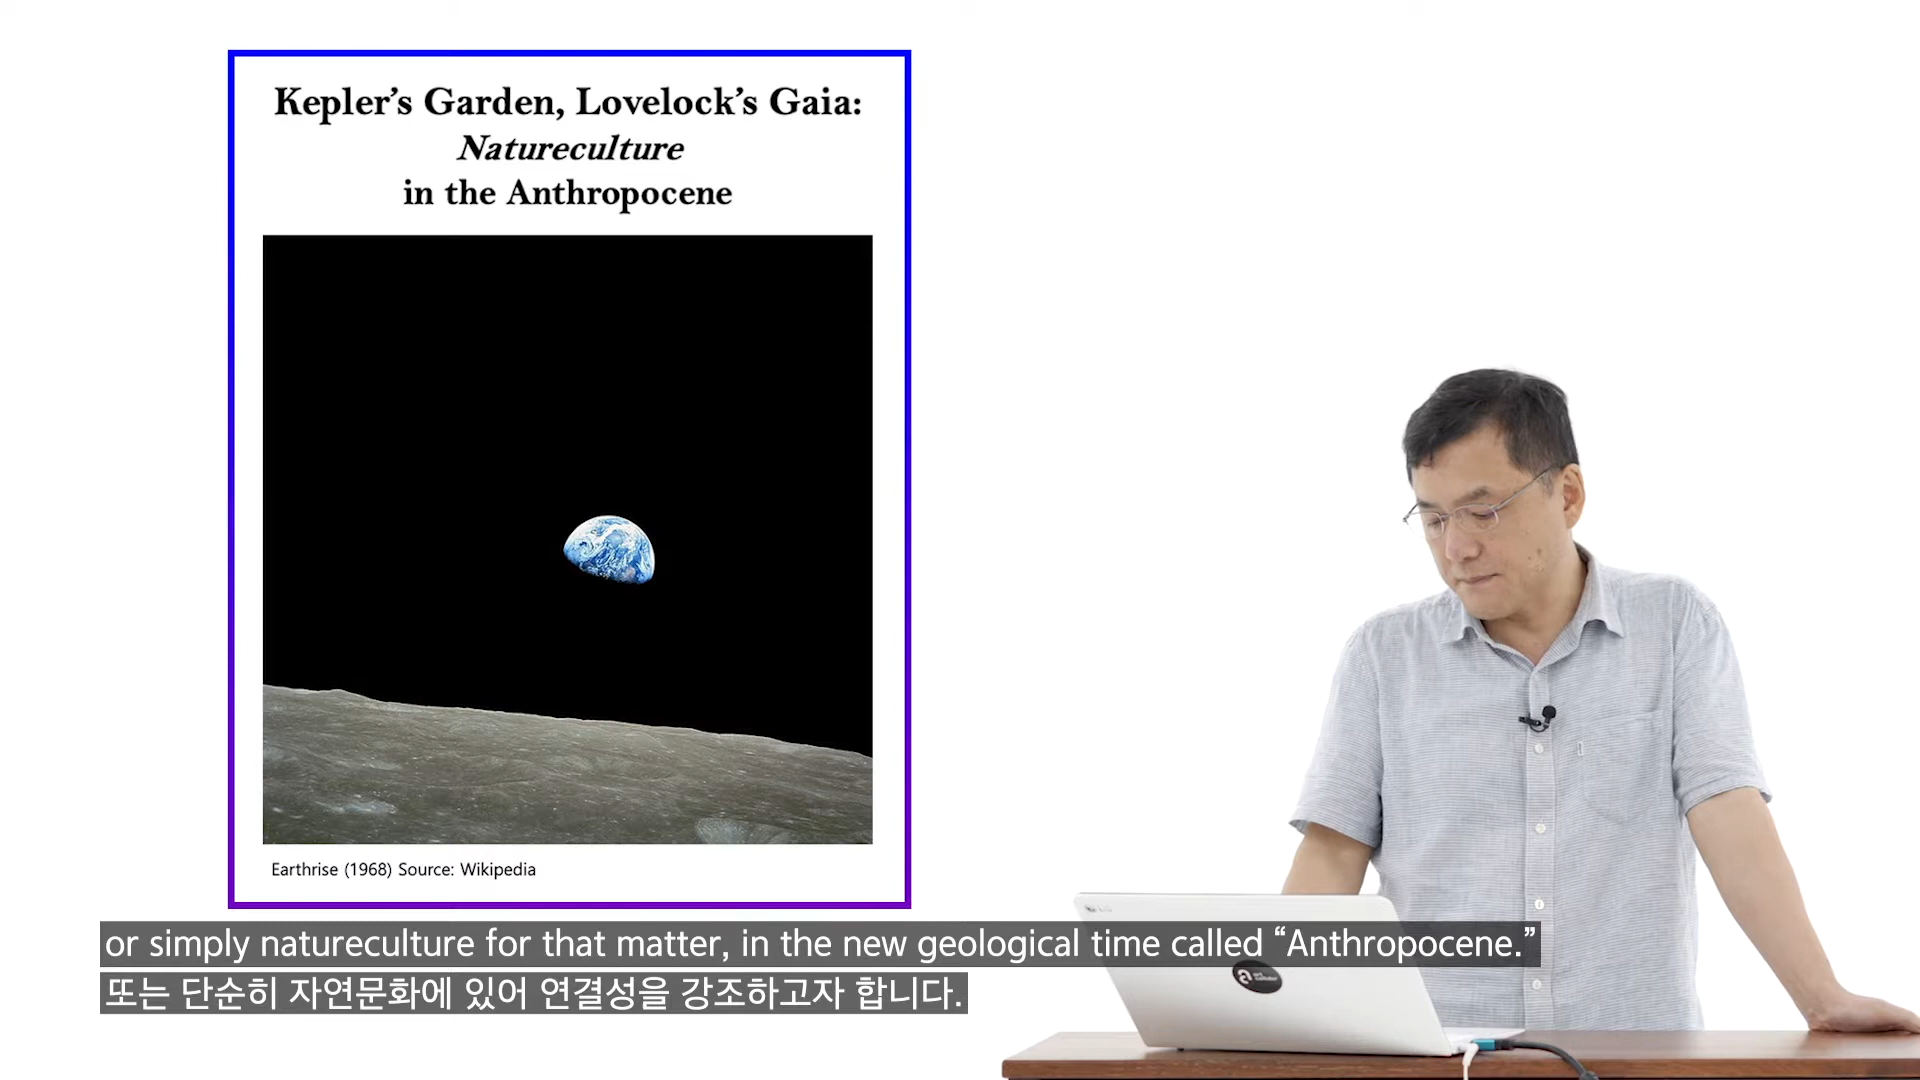 Kepler’s Garden, Lovelock’s Gaia:
Natureculture
in the Anthropocene
Earthrise (1968) Source: Wikipedia
or simply natureculture for that matter, in the new geological time called “Anthropocene.”
또는 단순히 자연문화에 있어 연결성을 강조하고자 합니다.